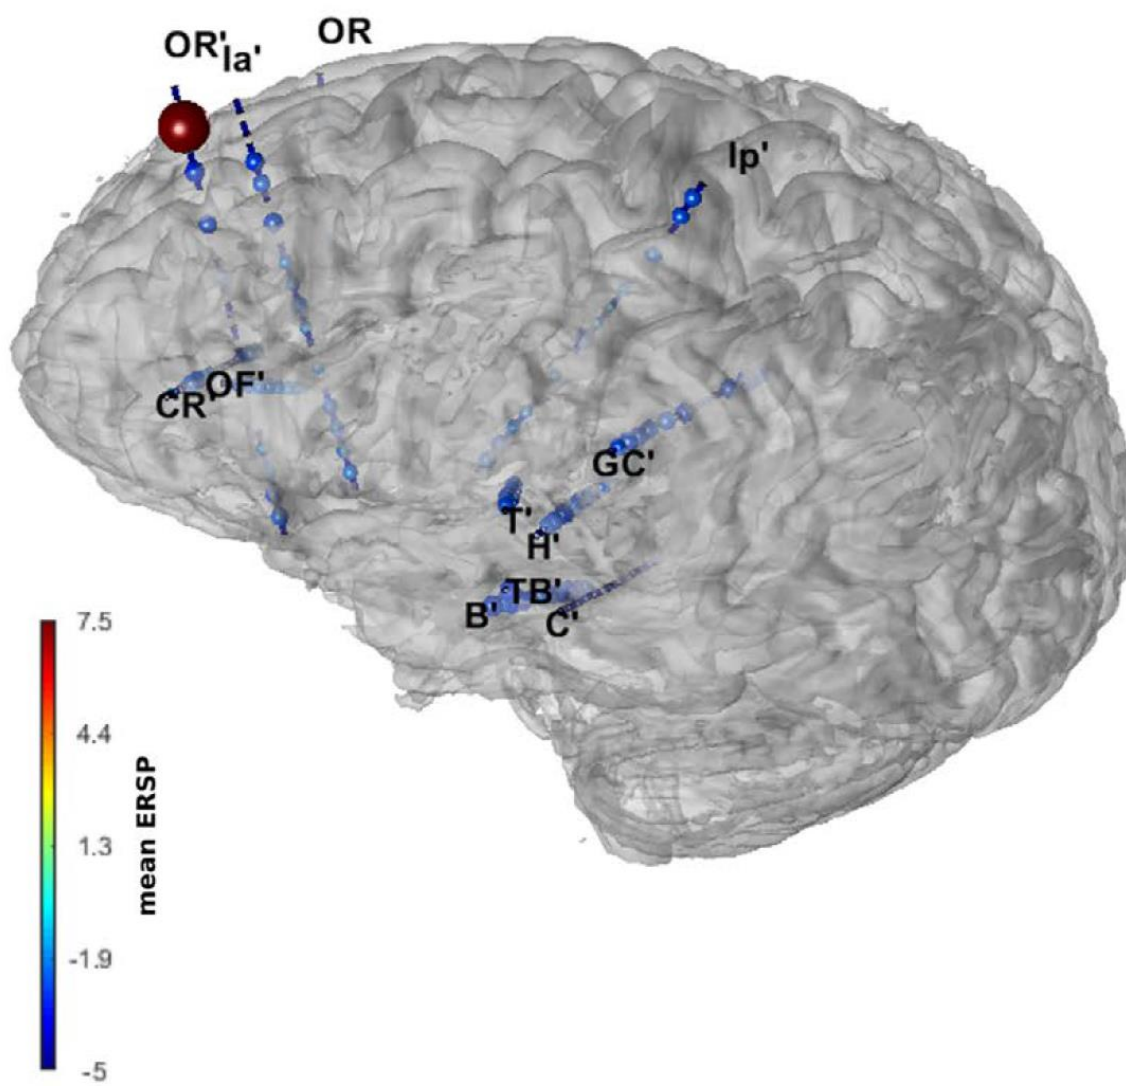 OR'
Ia'
OR
Ip'
OF'
CR'
GC'
T'
H'
TB'
B'
C'
7.5
4.4
1.3
-1.9
-5
mean ERSP